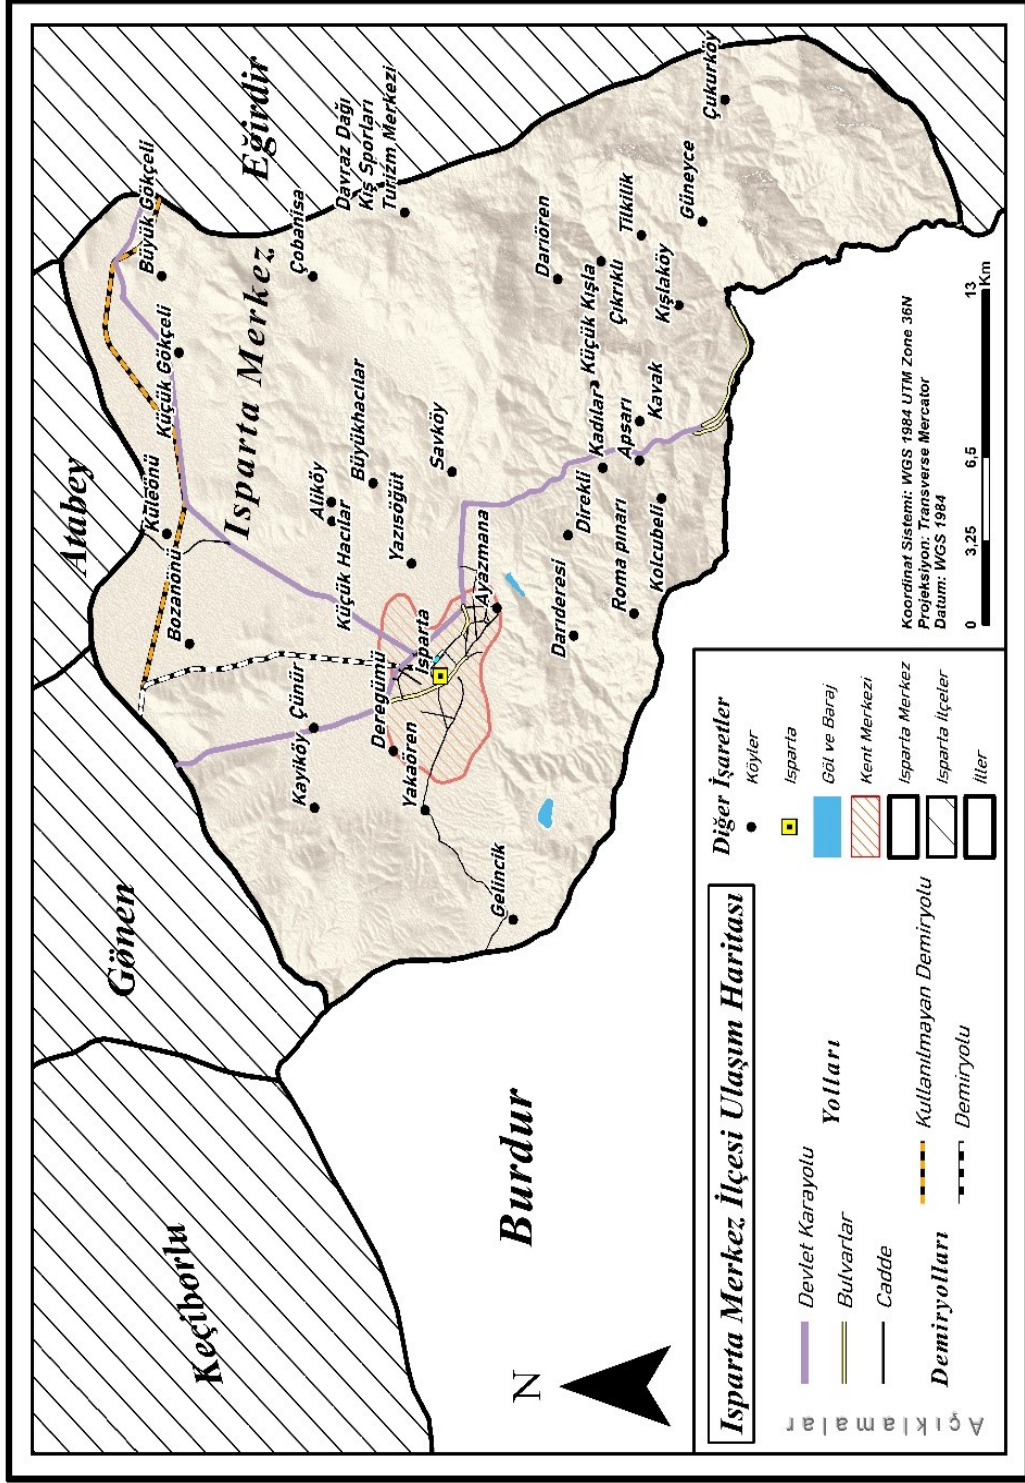 Keçiborlu
Gönen
Atabey
Eğirdir
Isparta Merkez
Burdur
Büyük Gökçeli
Küçük Gökçeli
Kuleönü
Bozanönü
Çobanisa
Davraz Dağı
Kış Sporları
Turizm Merkezi
Aliköy
Küçük Hacılar
Büyükhacılar
Yazısöğüt
Savköy
Çünür
Kayıköy
Deregümü
Isparta
Yakaören
Ayazmana
Gelincik
Darıören
Direkli
Darıderesi
Kadılar
Küçük Kışla
Çıkrıklı
Tilkilik
Apsarı
Kavak
Kışlaköy
Güneyce
Çukurköy
Roma pınarı
Kolcubeli
N
Koordinat Sistemi: WGS 1984 UTM Zone 36N
Projeksiyon: Transverse Mercator
Datum: WGS 1984
0 3,25 6,5 13 Km
Isparta Merkez İlçesi Ulaşım Haritası
Açıklamalar
Yolları
Devlet Karayolu
Bulvarlar
Cadde
Demiryolları
Kullanılmayan Demiryolu
Demiryolu
Diğer İşaretler
Köyler
Isparta
Göl ve Baraj
Kent Merkezi
Isparta Merkez
Isparta İlçeler
İller